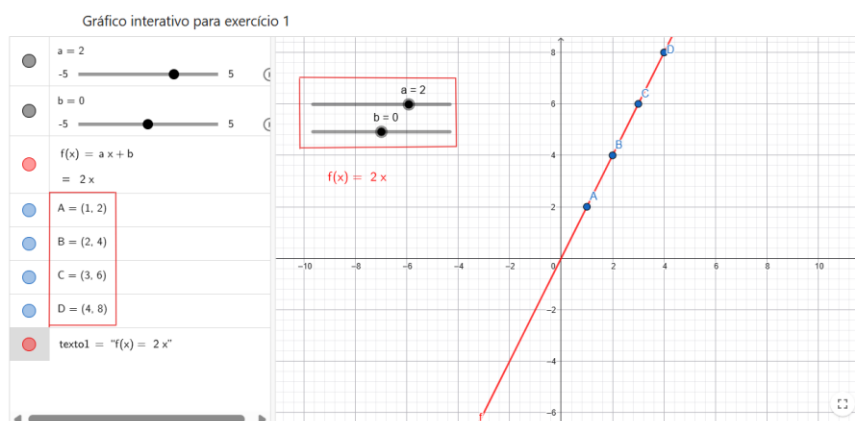 Gráfico interativo para exercício 1
a = 2
-5
5
b = 0
-5
5
f(x) = a x + b
= 2 x
A = (1, 2)
B = (2, 4)
C = (3, 6)
D = (4, 8)
texto1 = "f(x) = 2 x"
a = 2
b = 0
f(x) = 2 x
8
6
4
2
−10 −8 −6 −4 −2 0 2 4 6 8 10
−2
−4
−6
D
C
B
A
f